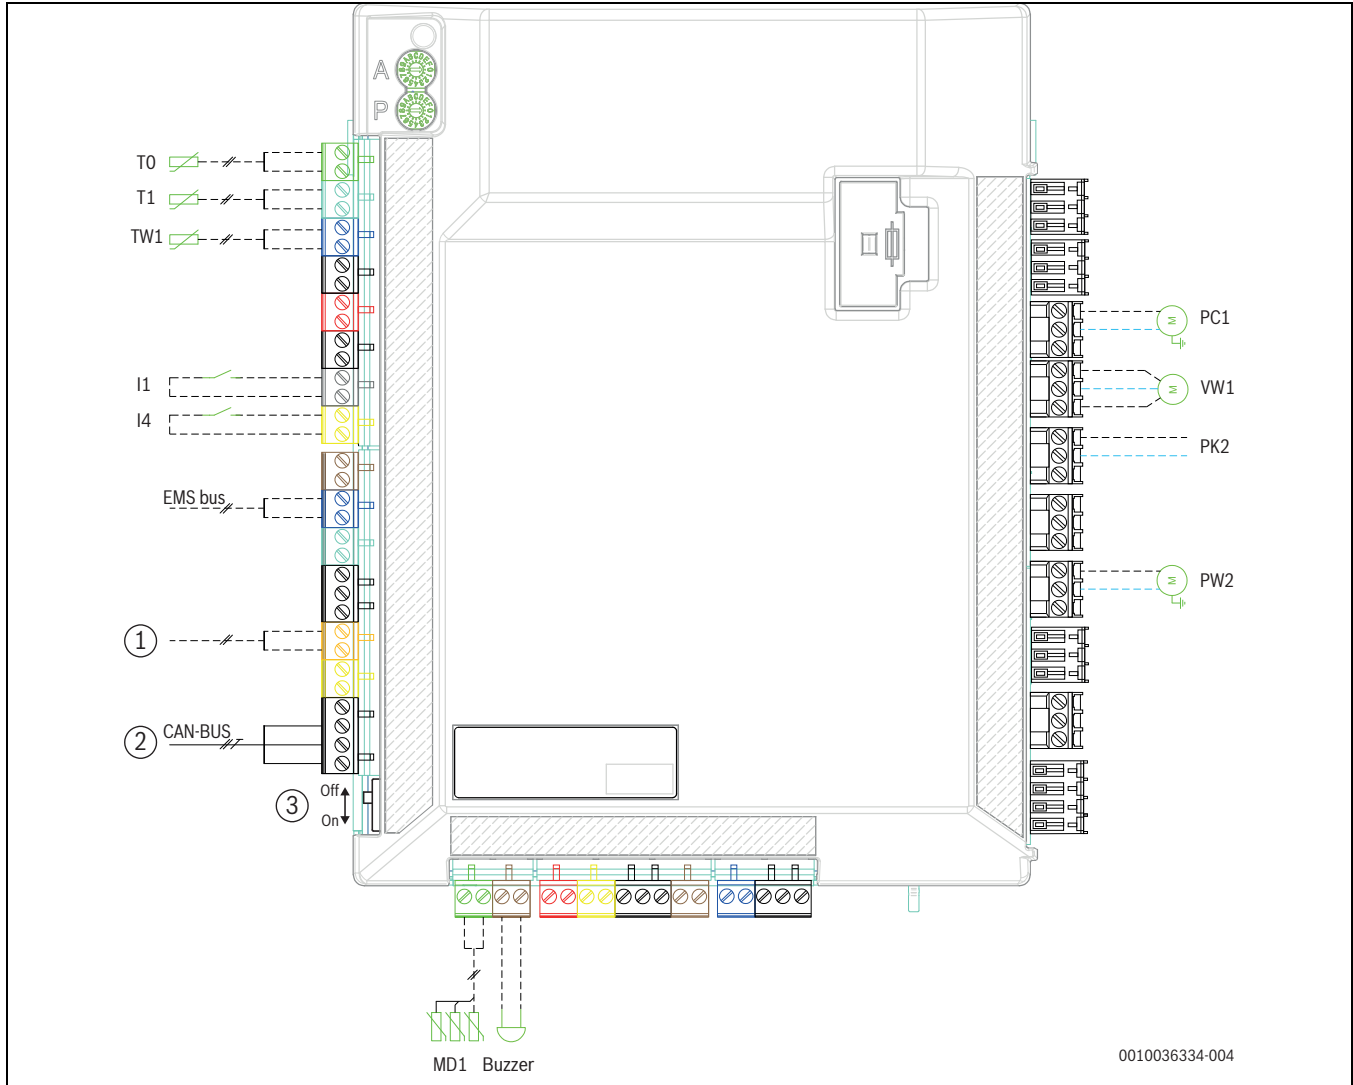 A
P
T0
T1
TW1
I1
I4
EMS bus
1
2 CAN-BUS
3 Off
On
PC1
M
VW1
M
PK2
PW2
M
MD1 Buzzer
0010036334-004